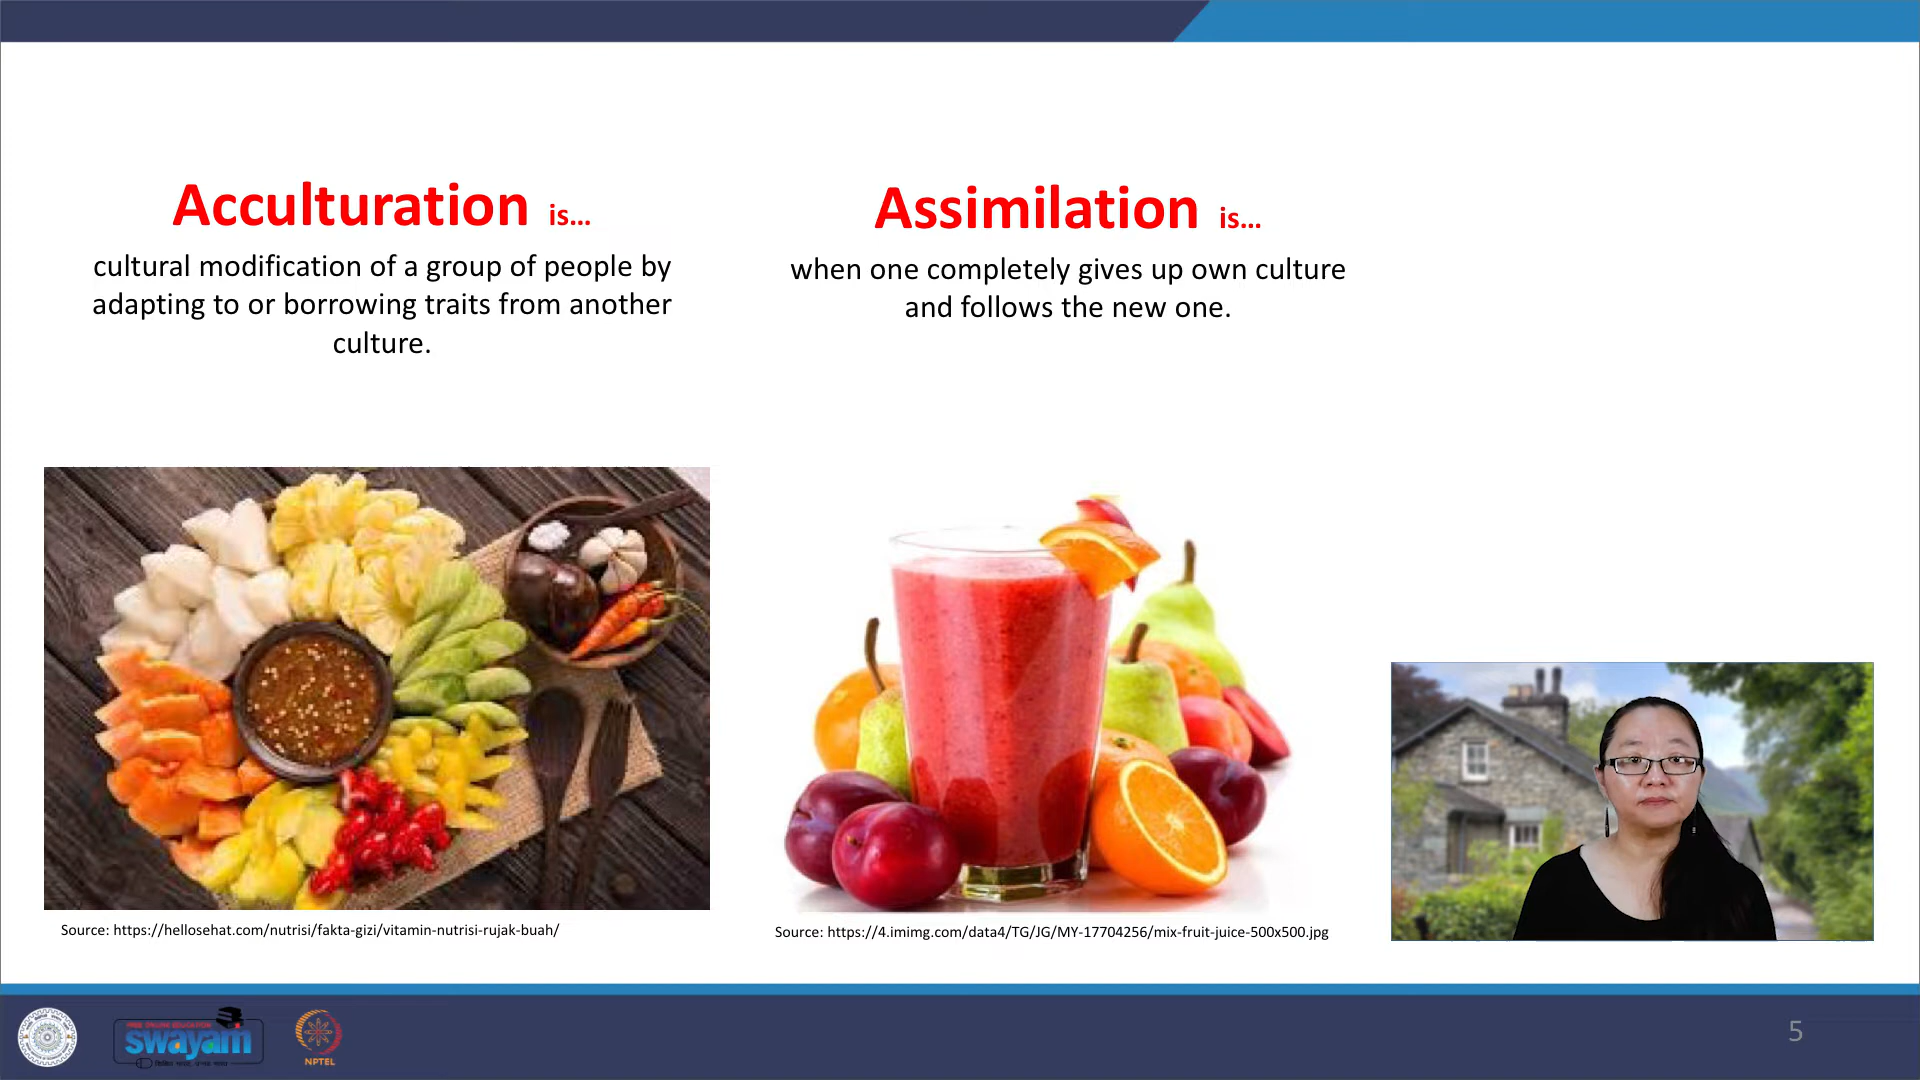 Acculturation is...
cultural modification of a group of people by
adapting to or borrowing traits from another
culture.
Assimilation is...
when one completely gives up own culture
and follows the new one.
Source: https://hellosehat.com/nutrisi/fakta-gizi/vitamin-nutrisi-rujak-buah/
Source: https://4.imimg.com/data4/TG/JG/MY-17704256/mix-fruit-juice-500x500.jpg
FREE ONLINE EDUCATION
swayam
NPTEL
5